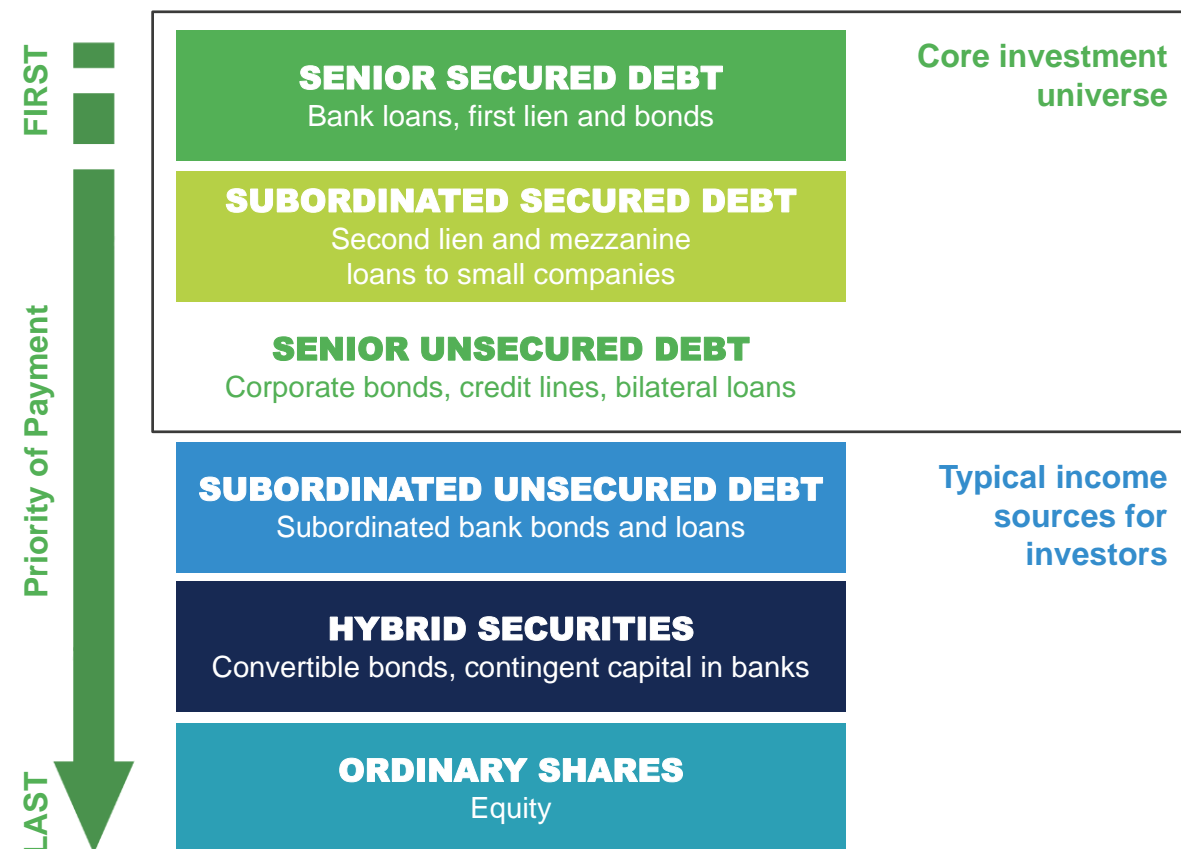 FIRST
Priority of Payment
LAST
SENIOR SECURED DEBT
Bank loans, first lien and bonds
Core investment
universe
SUBORDINATED SECURED DEBT
Second lien and mezzanine
loans to small companies
SENIOR UNSECURED DEBT
Corporate bonds, credit lines, bilateral loans
SUBORDINATED UNSECURED DEBT
Subordinated bank bonds and loans
Typical income
sources for
investors
HYBRID SECURITIES
Convertible bonds, contingent capital in banks
ORDINARY SHARES
Equity